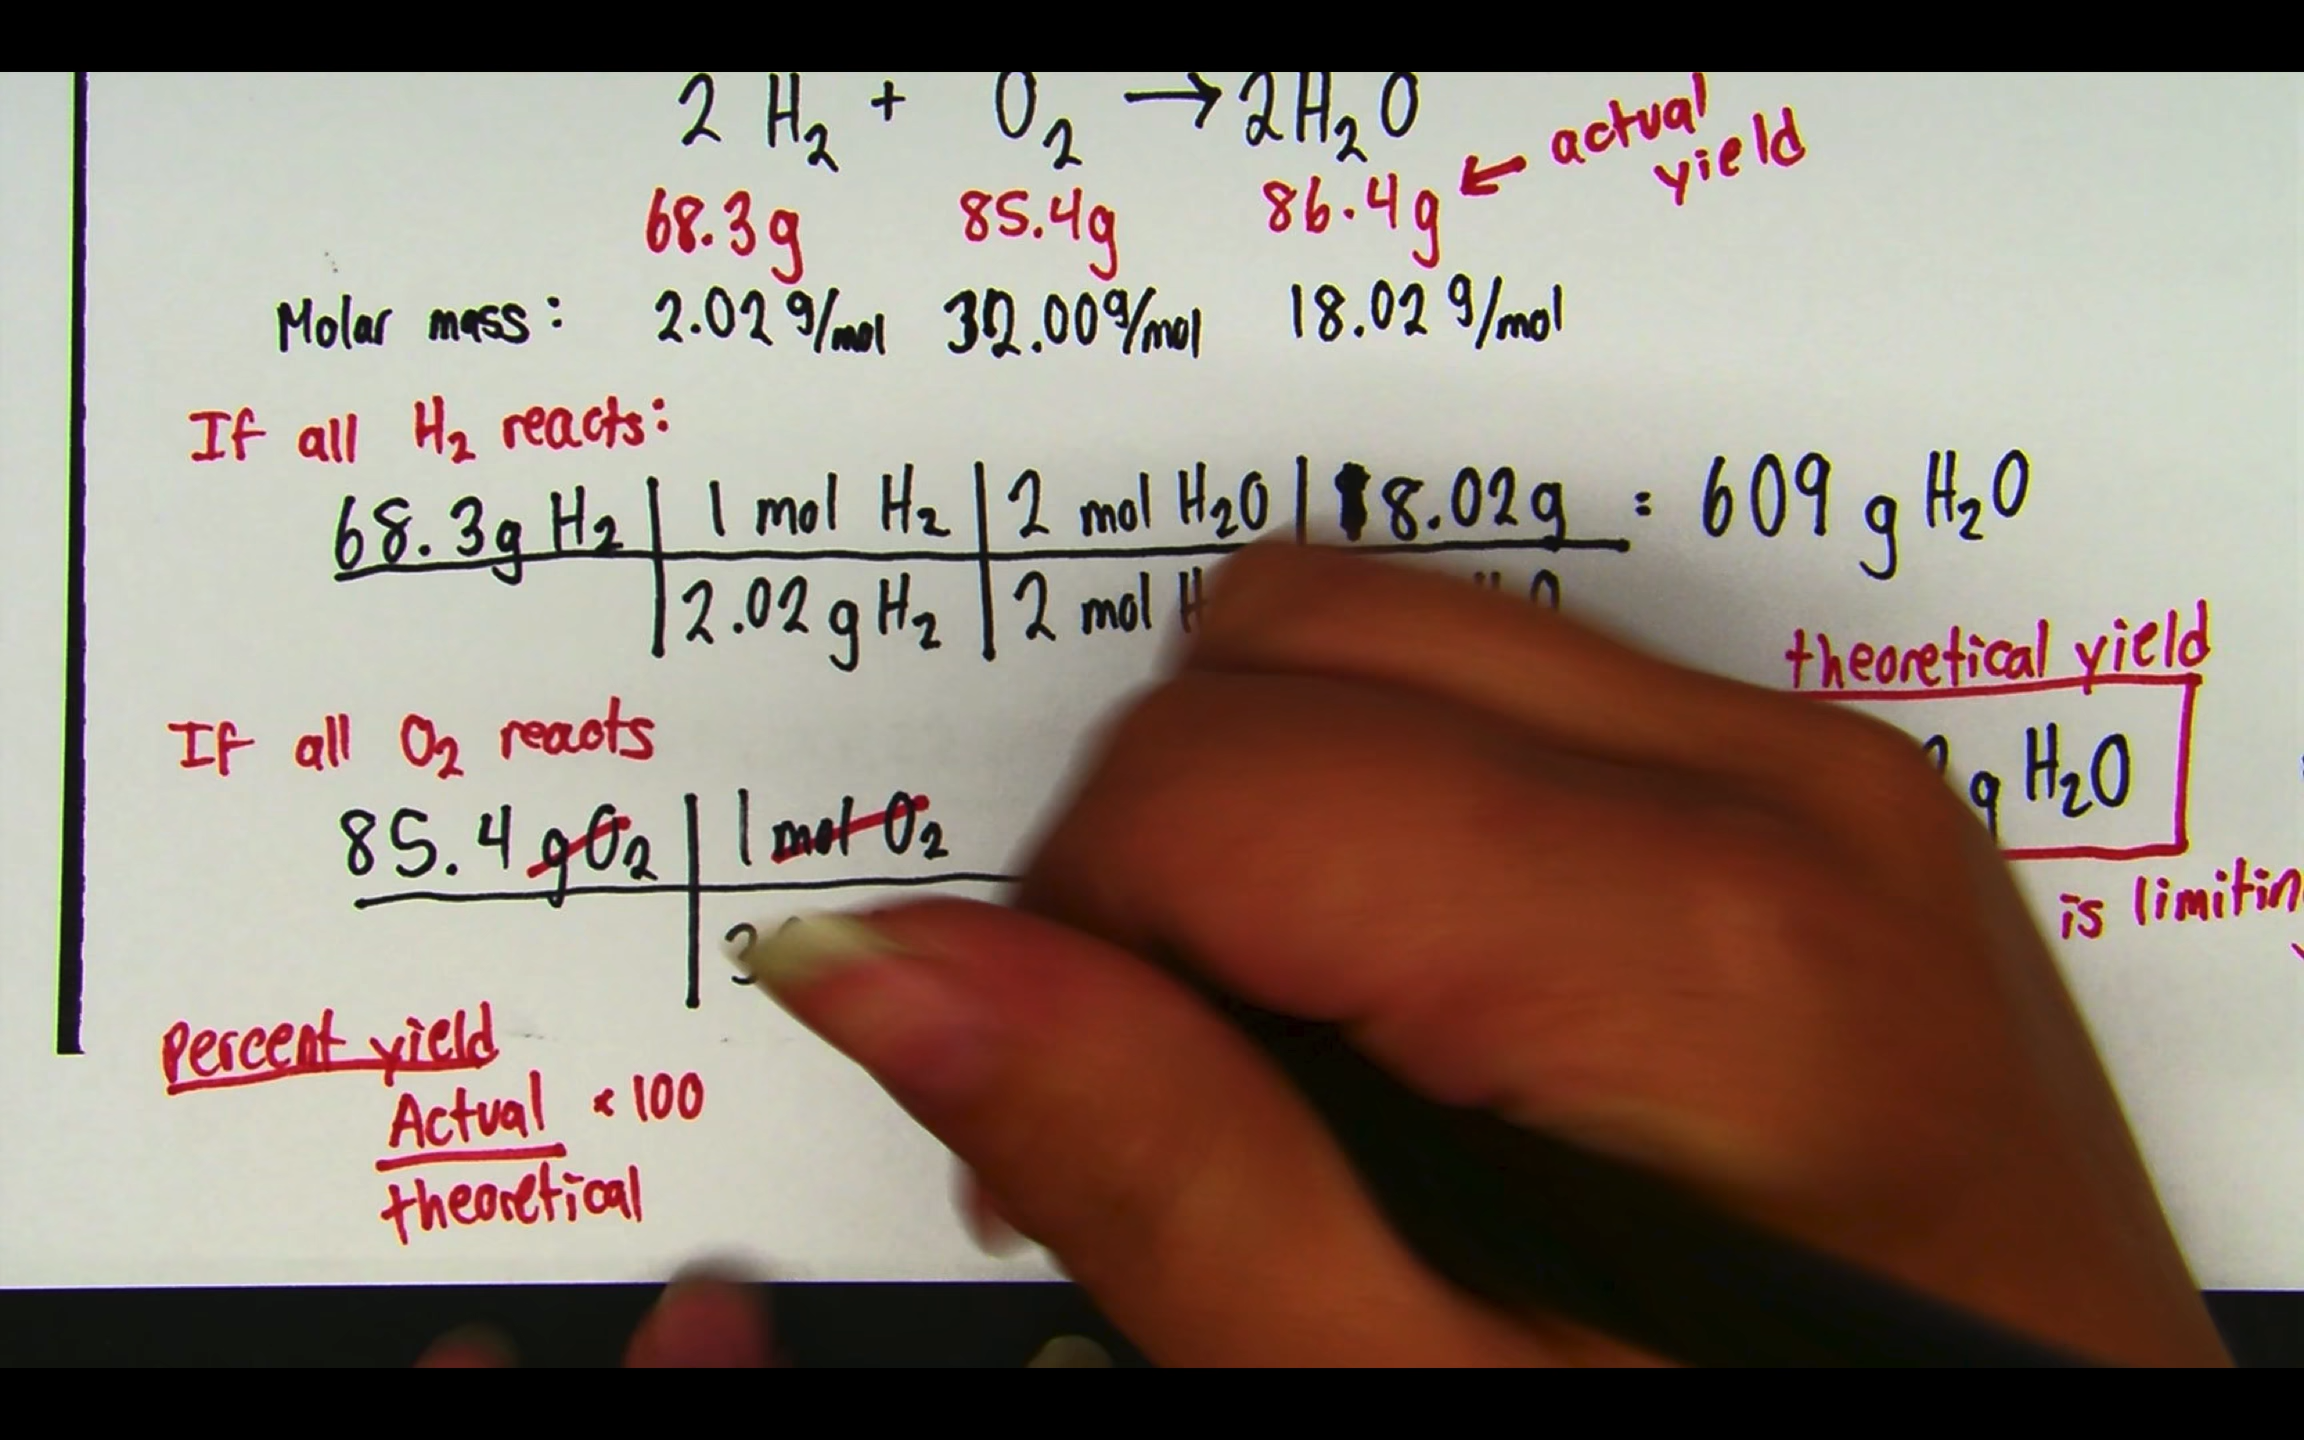 2 H₂ + O₂ → 2H₂O
68.3g 85.4g 86.4g ← actual yield
Molar mass: 2.02 g/mol 32.00 g/mol 18.02 g/mol
If all H₂ reacts:
68.3g H₂ | 1 mol H₂ | 2 mol H₂O | 18.02g = 609 g H₂O
2.02 g H₂ | 2 mol
theoretical yield
If all O₂ reacts
g H₂O
85.4 gO₂ | 1 mol O₂
is
Percent yield
Actual × 100
theoretical